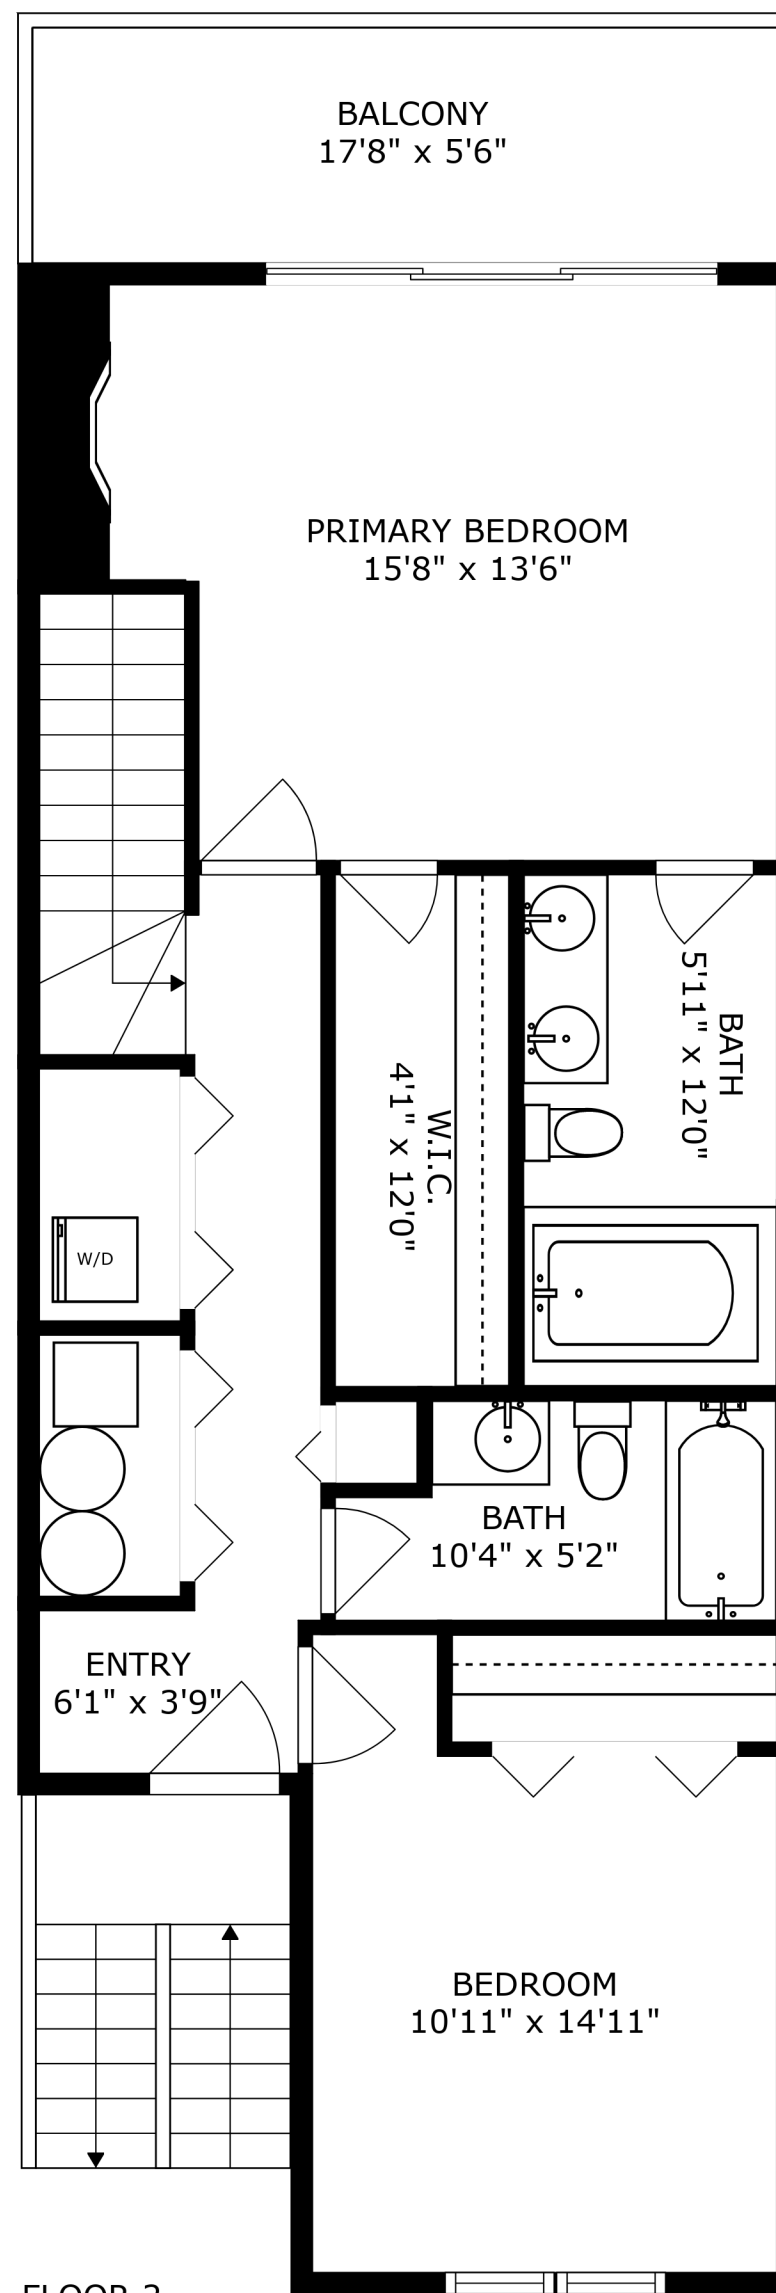 BALCONY
17'8" x 5'6"
PRIMARY BEDROOM
15'8" x 13'6"
BATH
5'11" x 12'0"
W.I.C.
4'1" x 12'0"
W/D
BATH
10'4" x 5'2"
ENTRY
6'1" x 3'9"
BEDROOM
10'11" x 14'11"
FLOOR